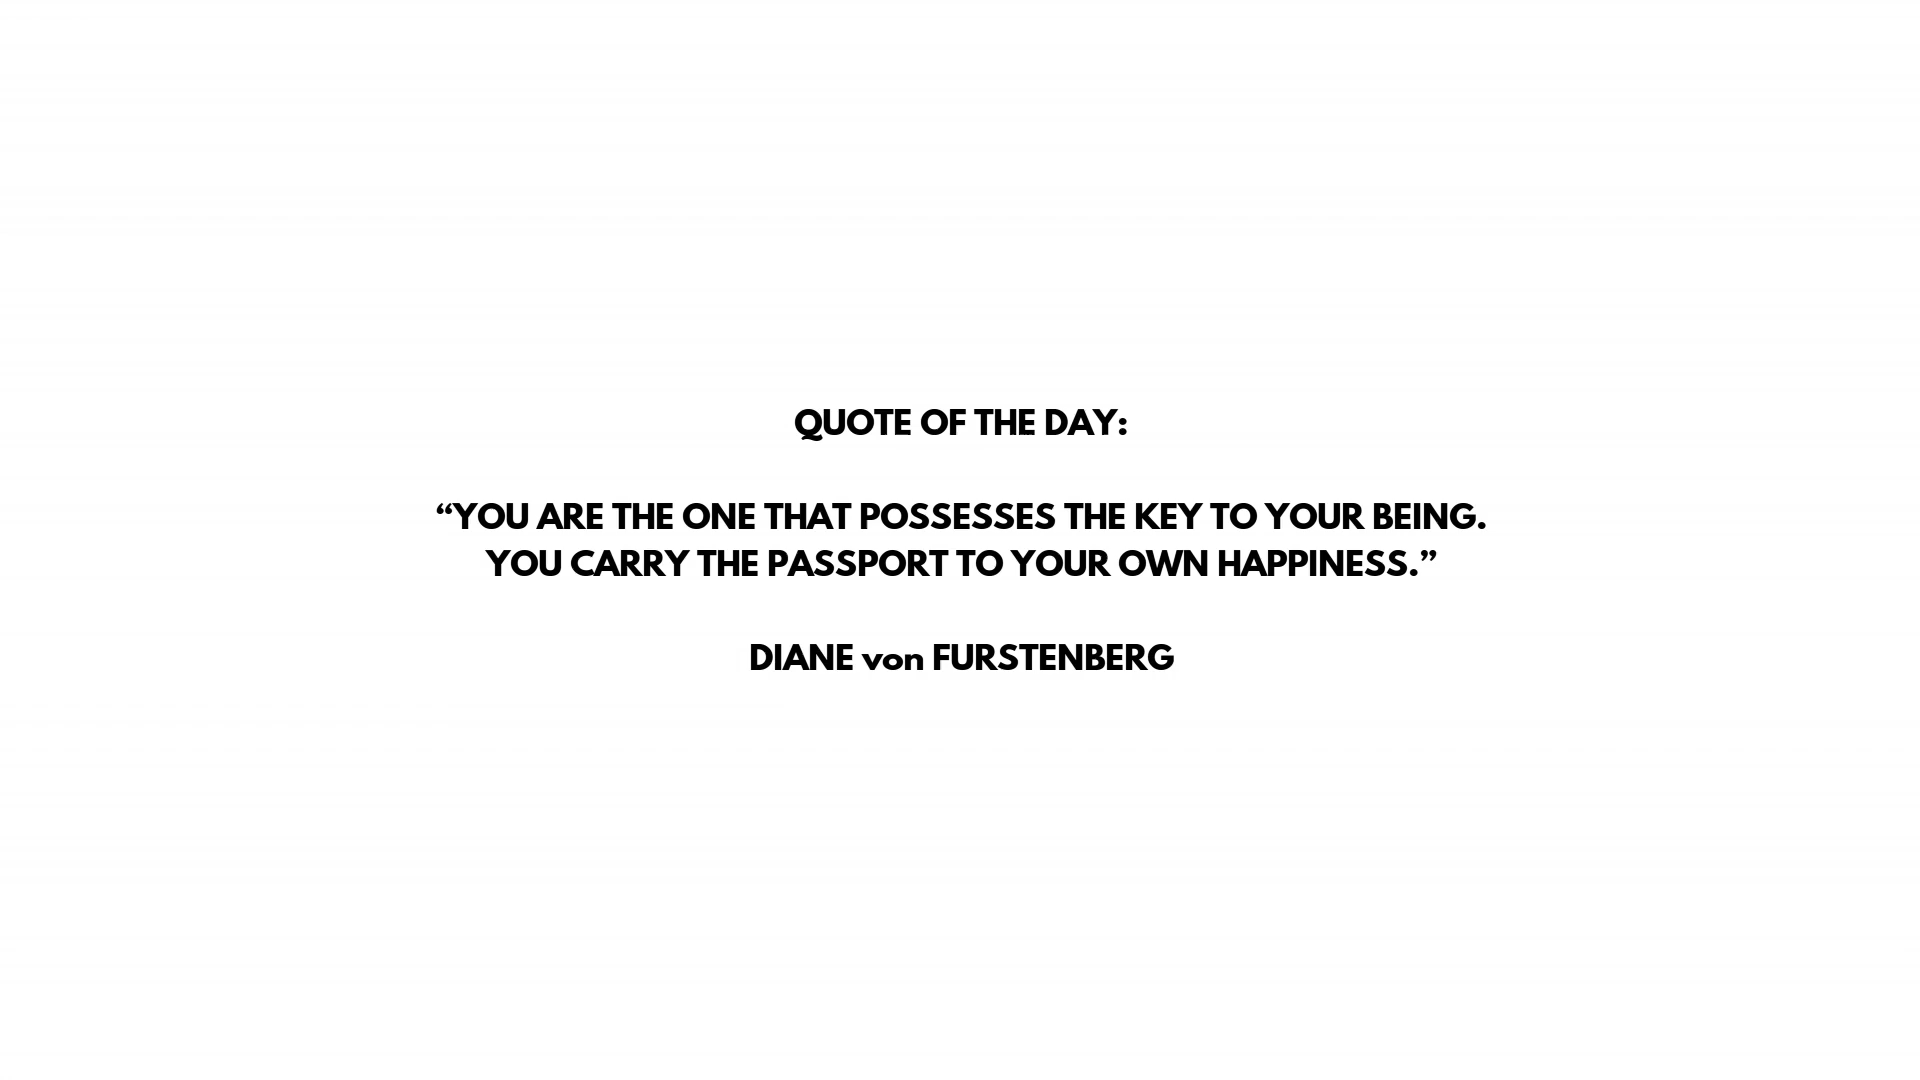 QUOTE OF THE DAY:
“YOU ARE THE ONE THAT POSSESSES THE KEY TO YOUR BEING.
YOU CARRY THE PASSPORT TO YOUR OWN HAPPINESS.”
DIANE von FURSTENBERG